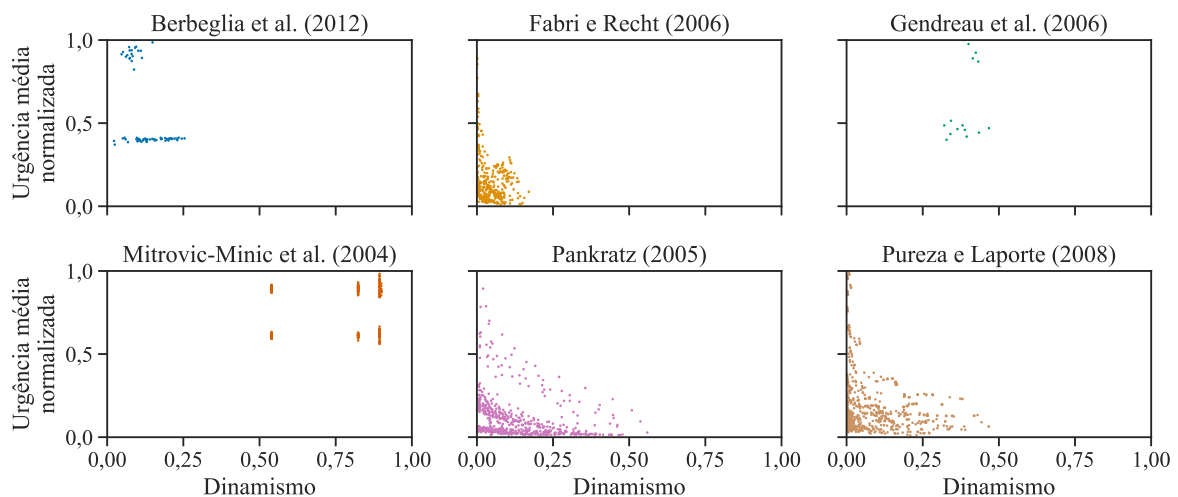 Berbeglia et al. (2012)
Fabri e Recht (2006)
Gendreau et al. (2006)
Urgência média
normalizada
1,0
0,5
0,0
Mitrovic-Minic et al. (2004)
Pankratz (2005)
Pureza e Laporte (2008)
Urgência média
normalizada
1,0
0,5
0,0
0,00 0,25 0,50 0,75 1,00
0,00 0,25 0,50 0,75 1,00
0,00 0,25 0,50 0,75 1,00
Dinamismo
Dinamismo
Dinamismo